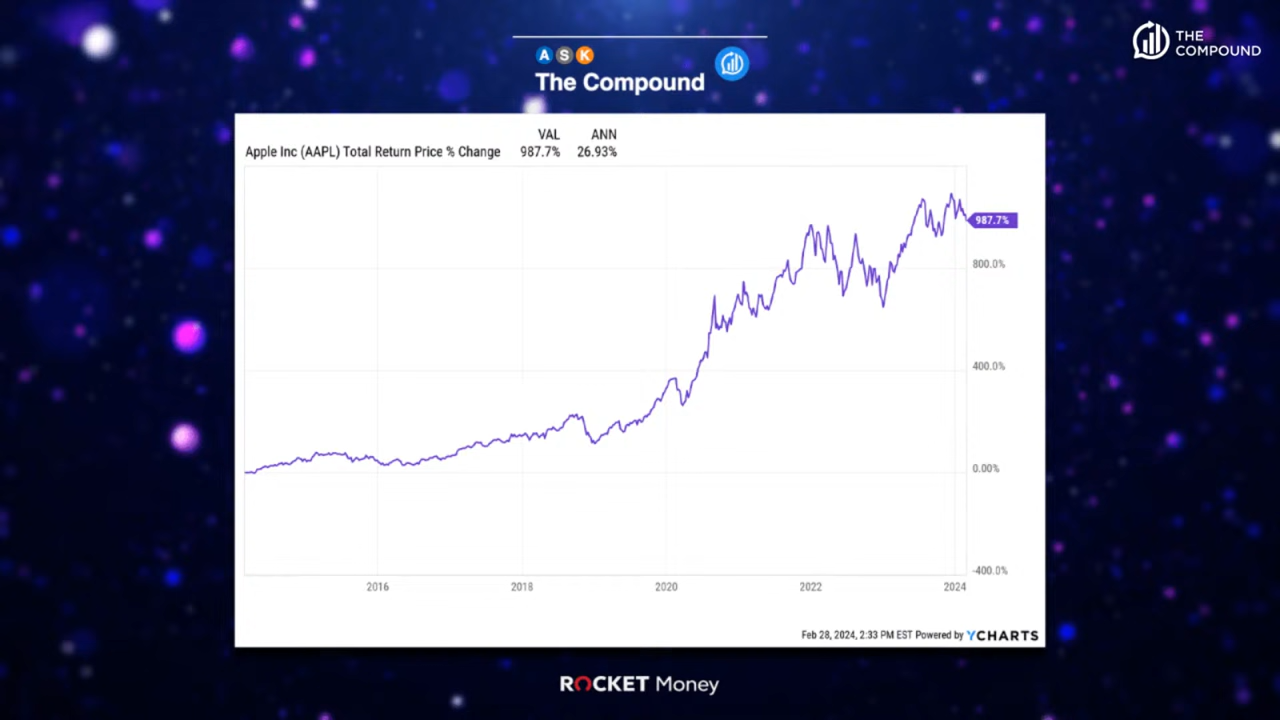 A S K
The Compound
THE
COMPOUND
VAL ANN
Apple Inc (AAPL) Total Return Price % Change 987.7% 26.93%
987.7%
800.0%
400.0%
0.00%
-400.0%
2016 2018 2020 2022 2024
Feb 28, 2024, 2:33 PM EST Powered by YCHARTS
ROCKET Money